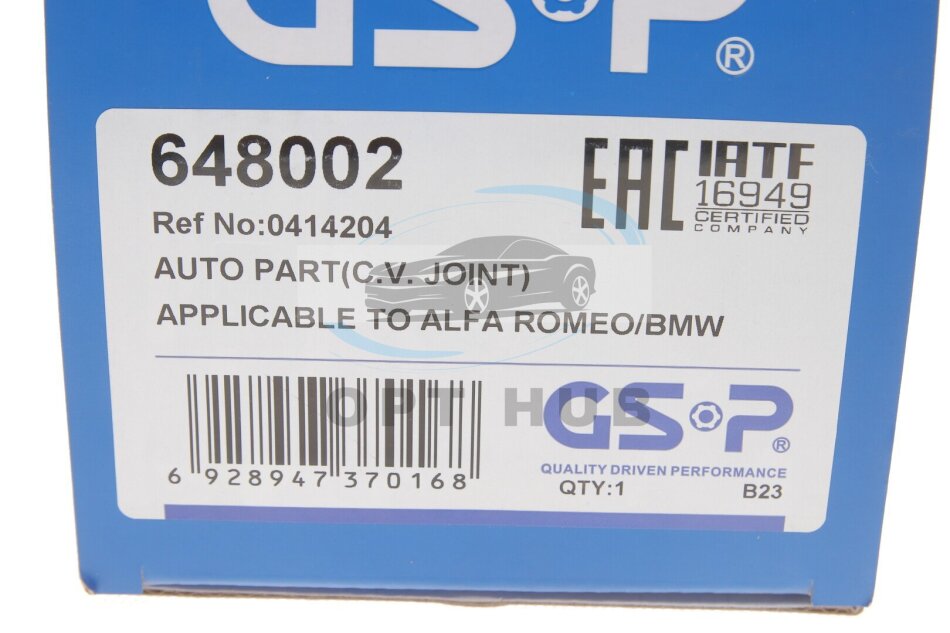 GS-P®
648002
EAC
IATF
16949
CERTIFIED
COMPANY
Ref No:0414204
AUTO PART(C.V. JOINT)
APPLICABLE TO ALFA ROMEO/BMW
OPT HUB
6 928947 370168
GSP®
QUALITY DRIVEN PERFORMANCE
QTY:1
B23